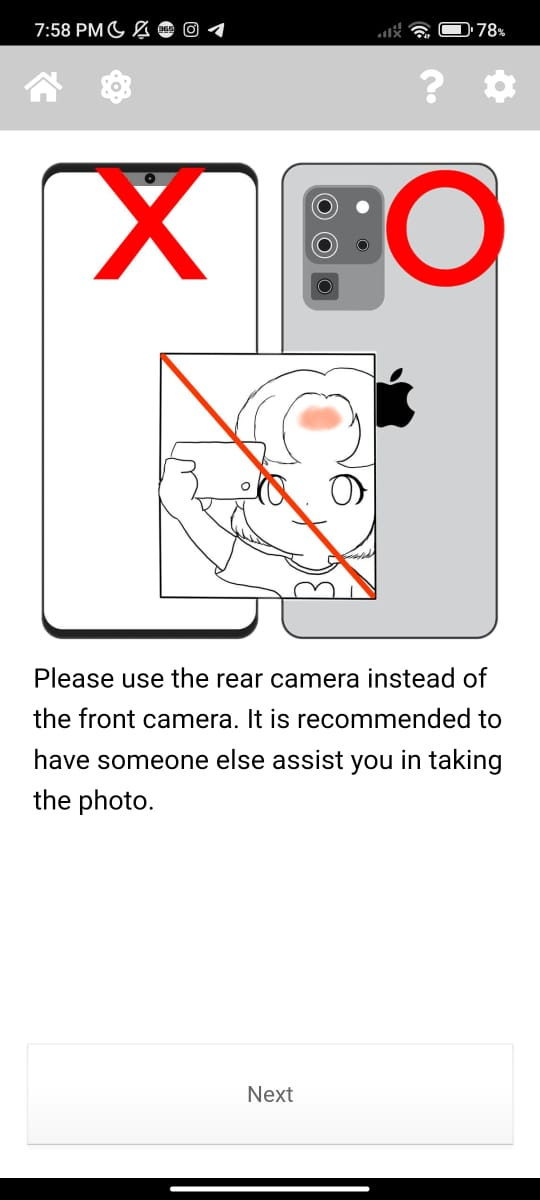 7:58 PM 365 78%
X
Please use the rear camera instead of
the front camera. It is recommended to
have someone else assist you in taking
the photo.
Next